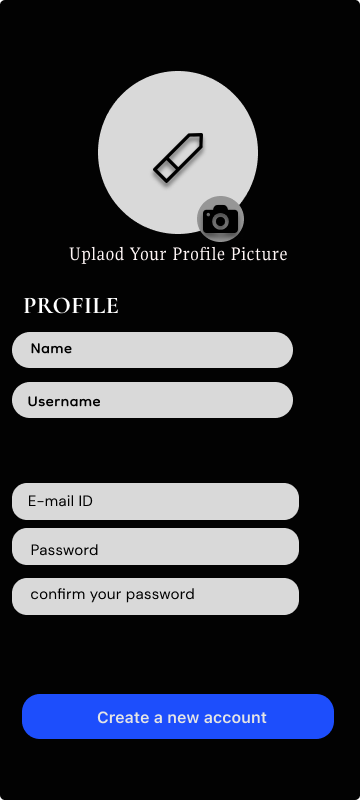 Uplaod Your Profile Picture
PROFILE
Name
Username
E-mail ID
Password
confirm your password
Create a new account